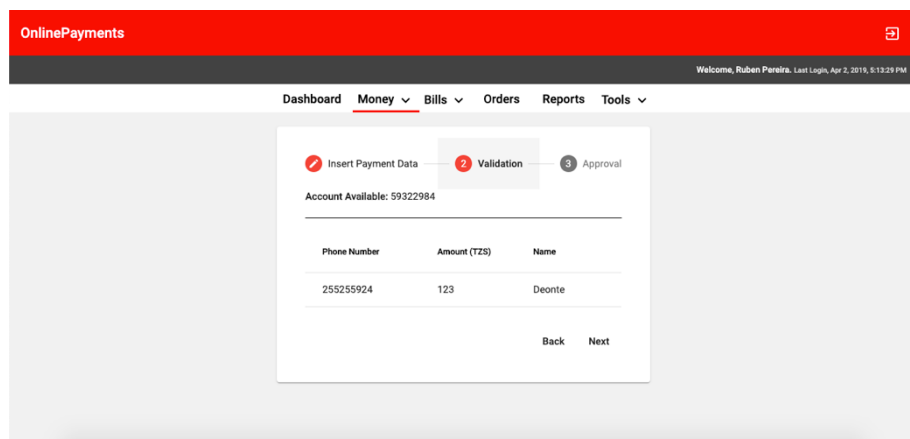 OnlinePayments
Welcome, Ruben Pereira. Last Login, Apr 2, 2019, 5:13:29 PM
Dashboard Money Bills Orders Reports Tools
Insert Payment Data 2 Validation 3 Approval
Account Available: 59322984
Phone Number Amount (TZS) Name
255255924 123 Deonte
Back Next